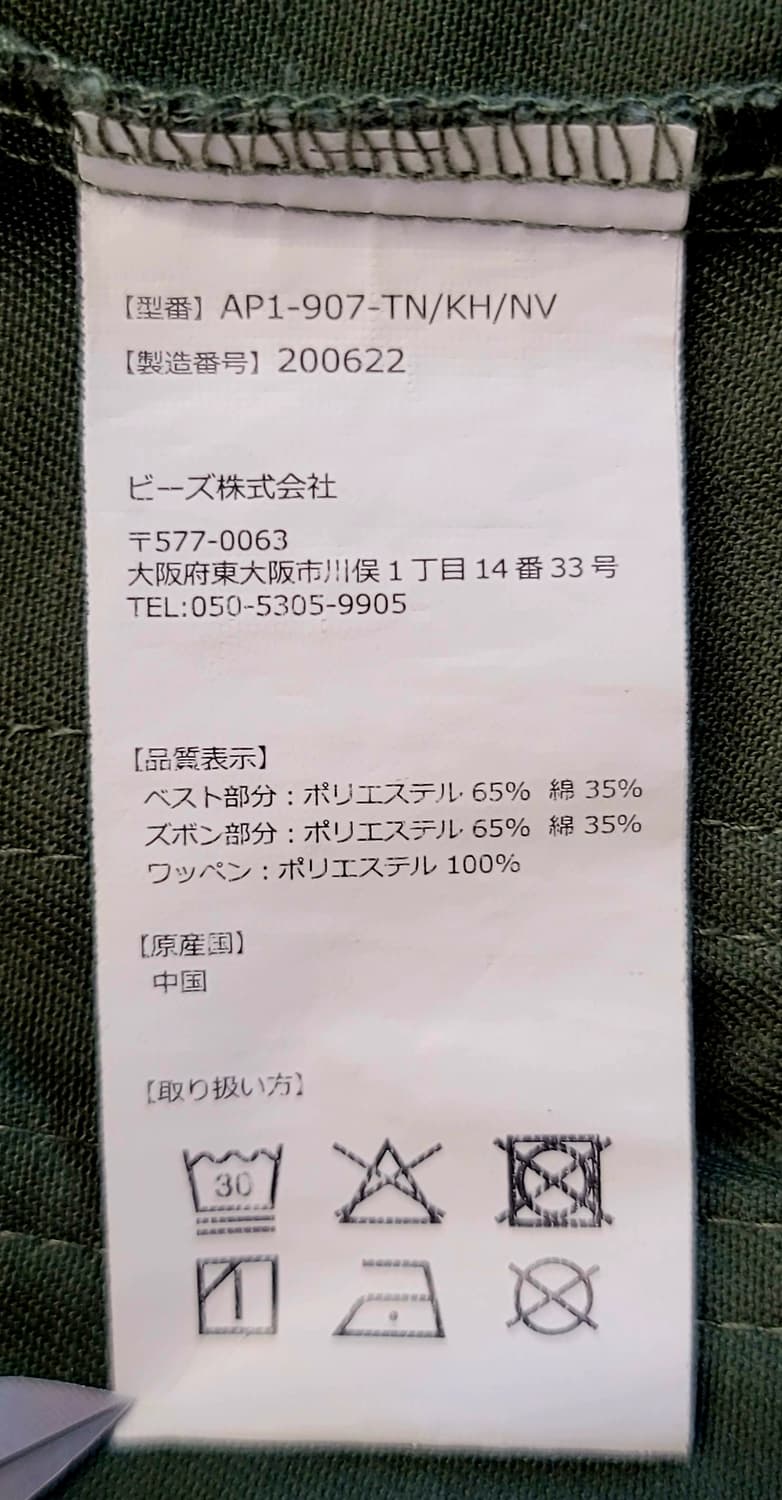 【型番】AP1-907-TN/KH/NV
【製造番号】200622
ビーズ株式会社
〒577-0063
大阪府東大阪市川俣1丁目14番33号
TEL:050-5305-9905
【品質表示】
ベスト部分：ポリエステル 65% 綿 35%
ズボン部分：ポリエステル 65% 綿 35%
ワッペン：ポリエステル 100%
【原産国】
中国
【取り扱い方】
30